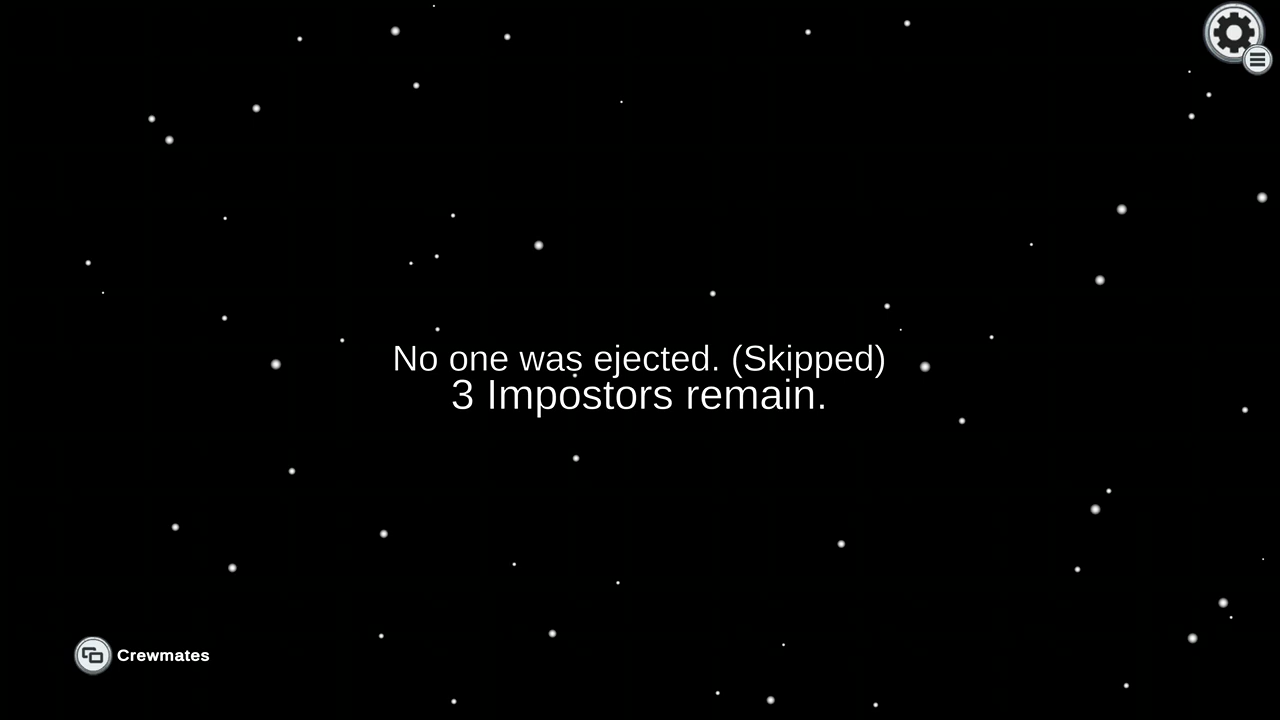 No one was ejected. (Skipped)
3 Impostors remain.
Crewmates